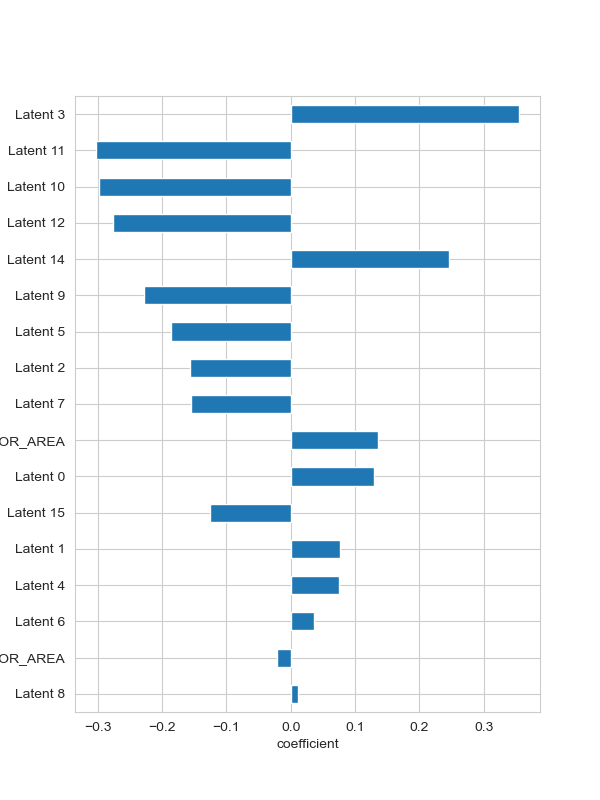 Latent 3
Latent 11
Latent 10
Latent 12
Latent 14
Latent 9
Latent 5
Latent 2
Latent 7
OR_AREA
Latent 0
Latent 15
Latent 1
Latent 4
Latent 6
OR_AREA
Latent 8
−0.3 −0.2 −0.1 0.0 0.1 0.2 0.3
coefficient